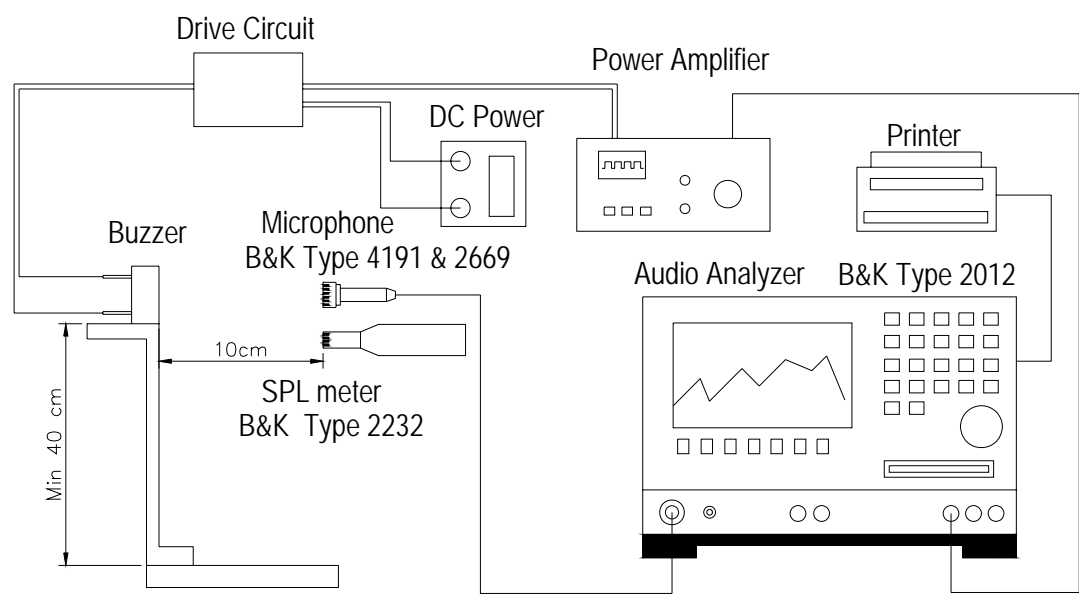 Drive Circuit
Power Amplifier
DC Power
Printer
Microphone
B&K Type 4191 & 2669
Buzzer
Audio Analyzer
B&K Type 2012
10cm
SPL meter
B&K Type 2232
Min 40 cm